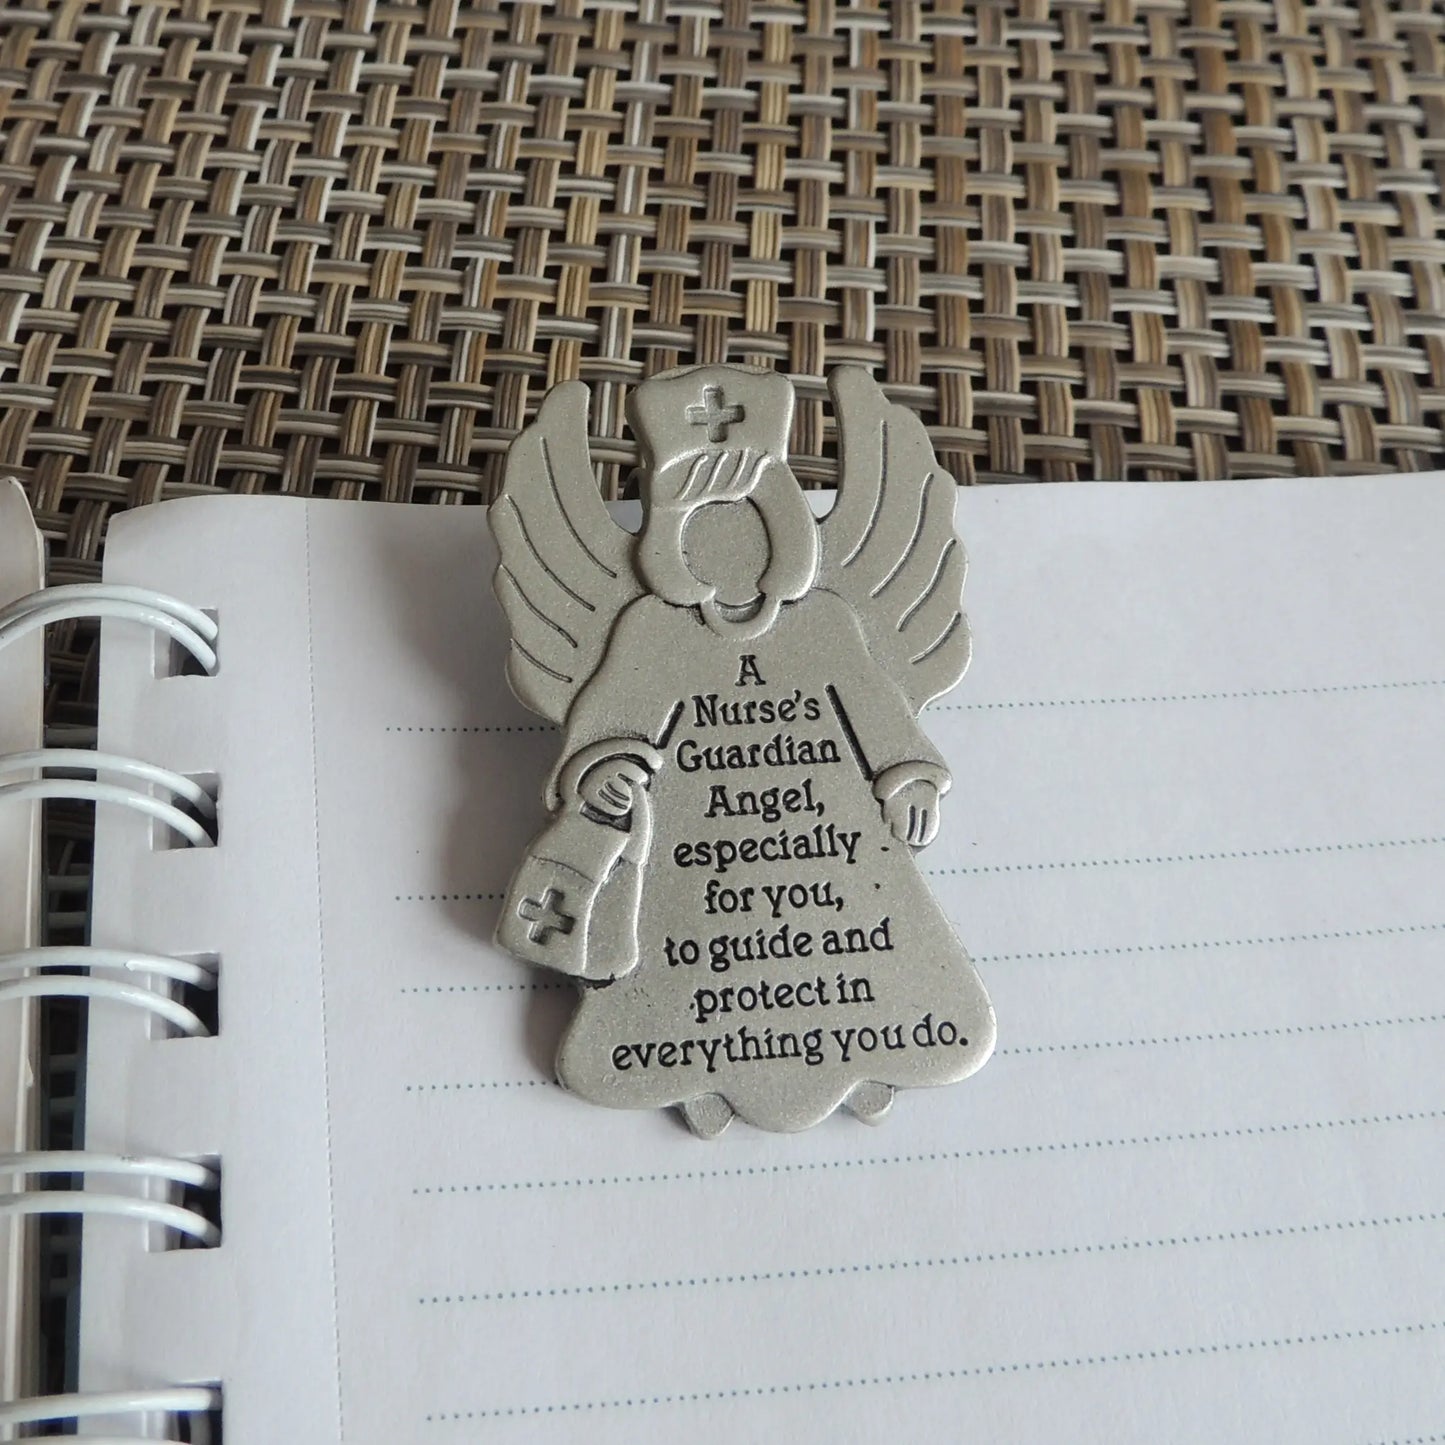 A
Nurse's
Guardian
Angel,
especially
for you,
to guide and
protect in
everything you do.